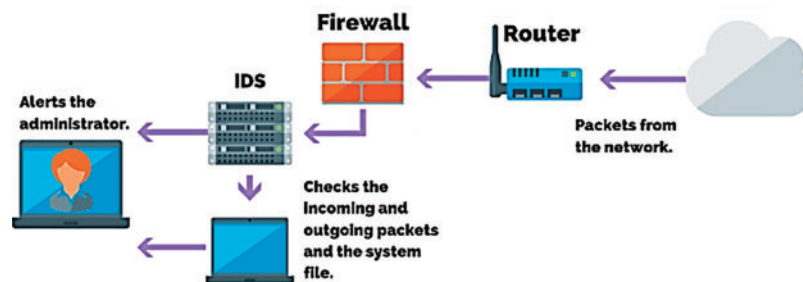 Firewall
Router
IDS
Alerts the
administrator.
Packets from
the network.
Checks the
incoming and
outgoing packets
and the system
file.